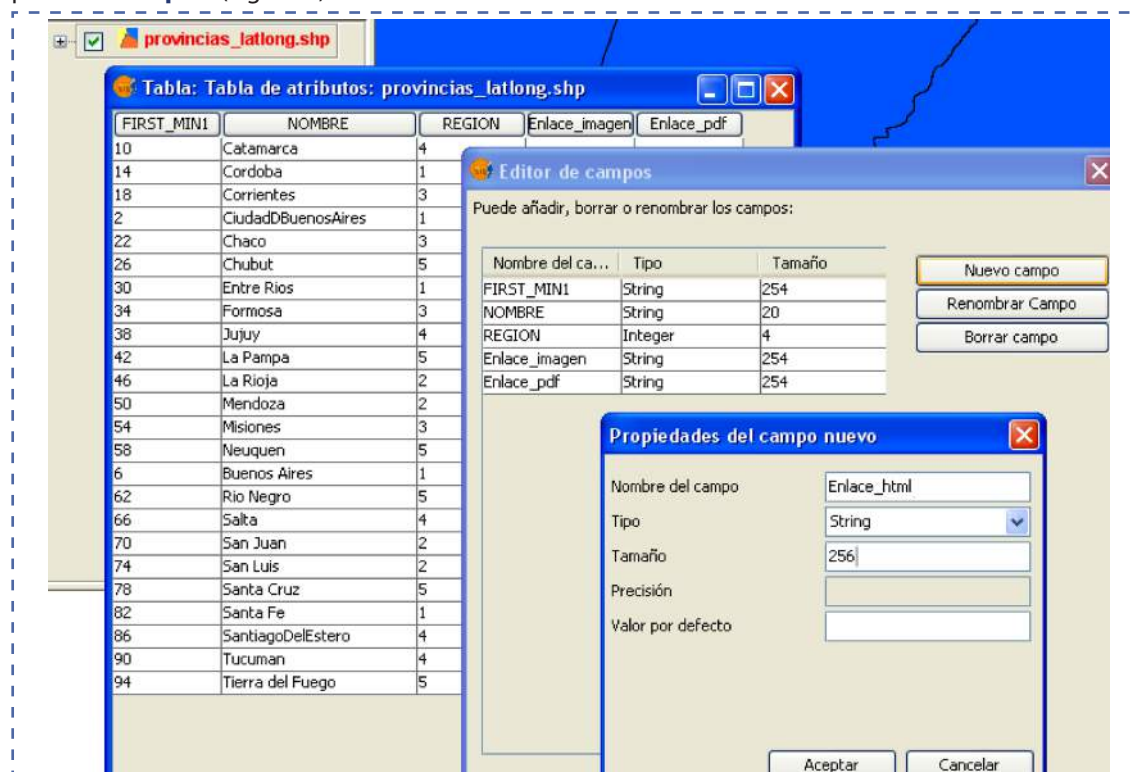 provincias_latlong.shp
Tabla: Tabla de atributos: provincias_latlong.shp
FIRST_MIN1 NOMBRE REGION Enlace_imagen Enlace_pdf
10 Catamarca 4
14 Cordoba 1
18 Corrientes 3
2 CiudadDBuenosAires 1
22 Chaco 3
26 Chubut 5
30 Entre Rios 1
34 Formosa 3
38 Jujuy 4
42 La Pampa 5
46 La Rioja 2
50 Mendoza 2
54 Misiones 3
58 Neuquen 5
6 Buenos Aires 1
62 Rio Negro 5
66 Salta 4
70 San Juan 2
74 San Luis 2
78 Santa Cruz 5
82 Santa Fe 1
86 SantiagoDelEstero 4
90 Tucuman 4
94 Tierra del Fuego 5
Editor de campos
Puede añadir, borrar o renombrar los campos:
Nombre del ca... Tipo Tamaño
FIRST_MIN1 String 254
NOMBRE String 20
REGION Integer 4
Enlace_imagen String 254
Enlace_pdf String 254
Nuevo campo
Renombrar Campo
Borrar campo
Propiedades del campo nuevo
Nombre del campo Enlace_html
Tipo String
Tamaño 256
Precisión
Valor por defecto
Aceptar Cancelar